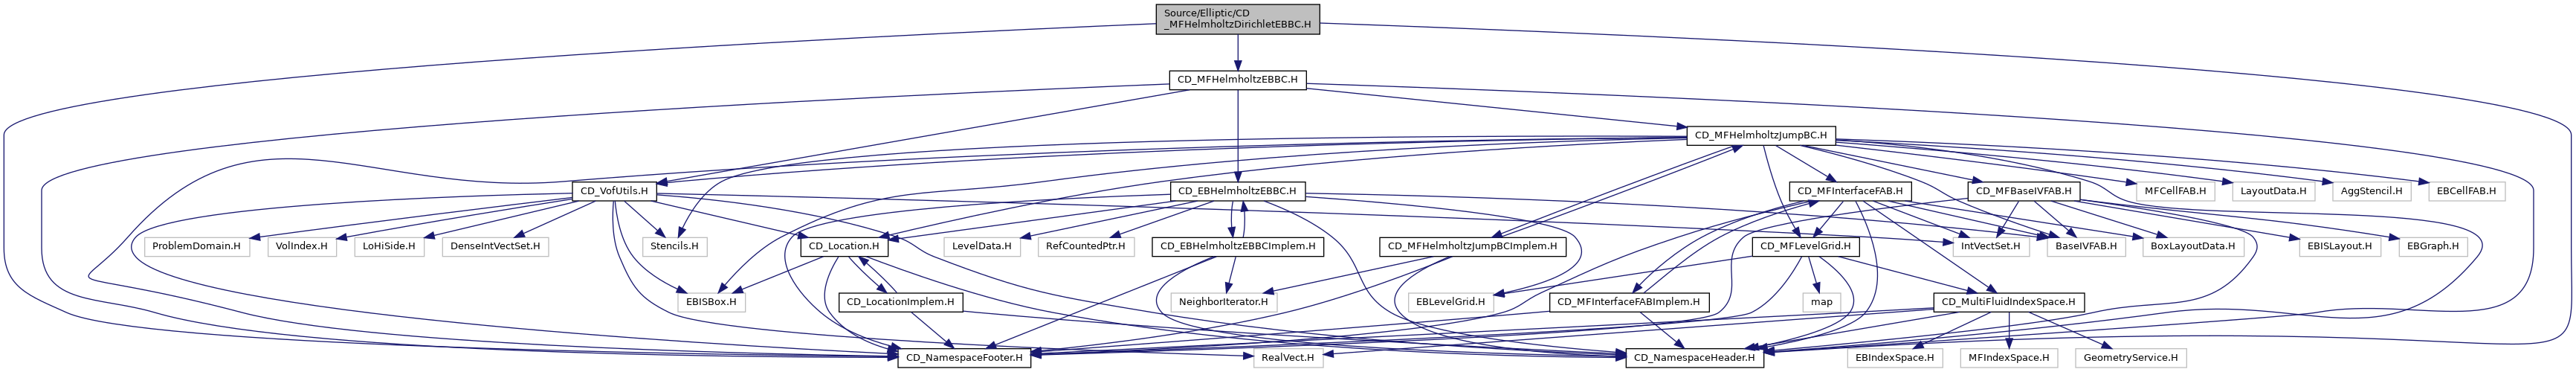 Source/Elliptic/CD
_MFHelmholtzDirichletEBBC.H
CD_MFHelmholtzEBBC.H
CD_MFHelmholtzJumpBC.H
CD_VofUtils.H
CD_EBHelmholtzEBBC.H
CD_MFInterfaceFAB.H
CD_MFBaseIVFAB.H
MFCellFAB.H
LayoutData.H
AggStencil.H
EBCellFAB.H
ProblemDomain.H
VolIndex.H
LoHiSide.H
DenseIntVectSet.H
Stencils.H
CD_Location.H
LevelData.H
RefCountedPtr.H
CD_EBHelmholtzEBBCImplem.H
CD_MFHelmholtzJumpBCImplem.H
CD_MFLevelGrid.H
IntVectSet.H
BaseIVFAB.H
BoxLayoutData.H
EBISLayout.H
EBGraph.H
EBISBox.H
CD_LocationImplem.H
NeighborIterator.H
EBLevelGrid.H
map
CD_MFInterfaceFABImplem.H
CD_MultiFluidIndexSpace.H
CD_NamespaceFooter.H
RealVect.H
CD_NamespaceHeader.H
EBIndexSpace.H
MFIndexSpace.H
GeometryService.H